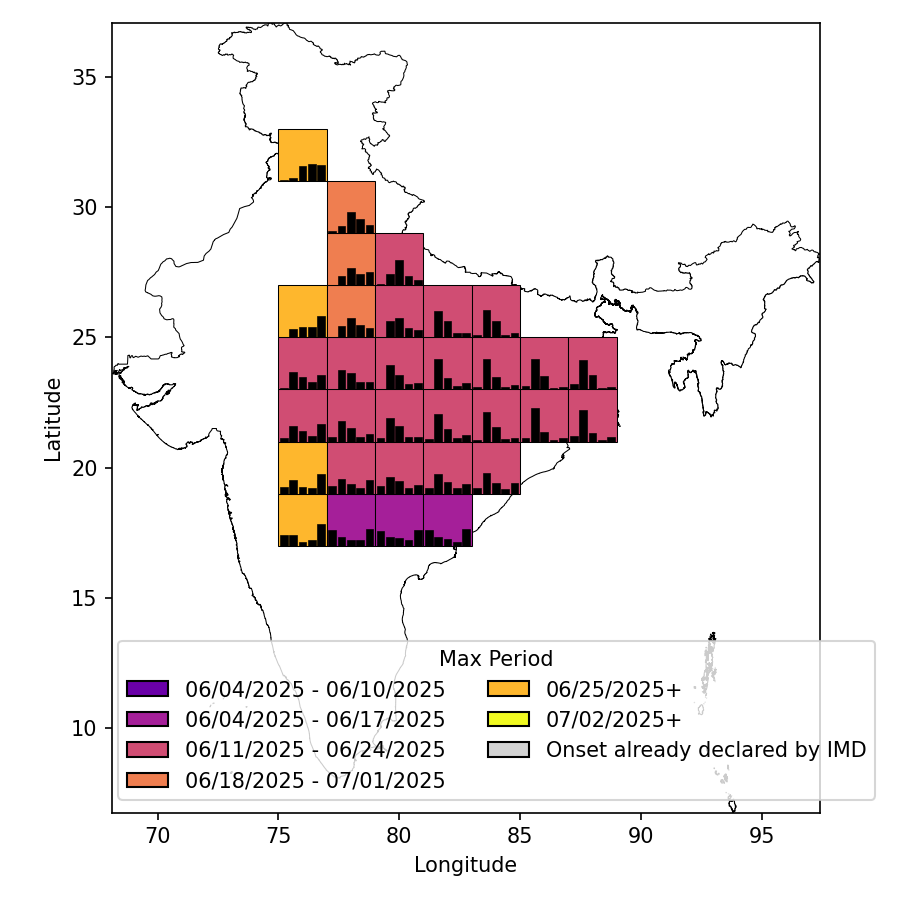 35
30
25
20
15
10
Latitude
Max Period
06/04/2025 - 06/10/2025
06/04/2025 - 06/17/2025
06/11/2025 - 06/24/2025
06/18/2025 - 07/01/2025
06/25/2025+
07/02/2025+
Onset already declared by IMD
70 75 80 85 90 95
Longitude